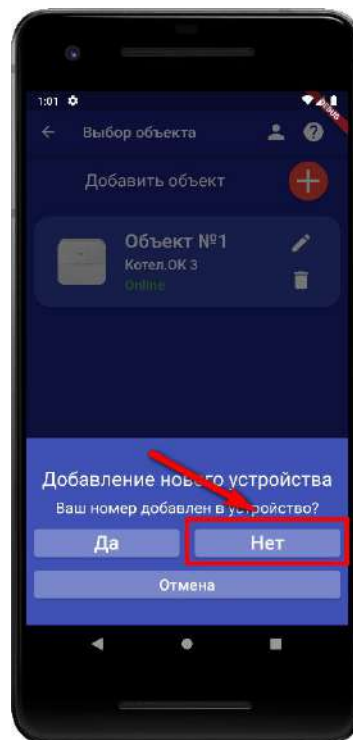 1:01
Выбор объекта
Добавить объект
Объект №1
Котел.ОК 3
Online
Добавление нового устройства
Ваш номер добавлен в устройство?
Да
Нет
Отмена